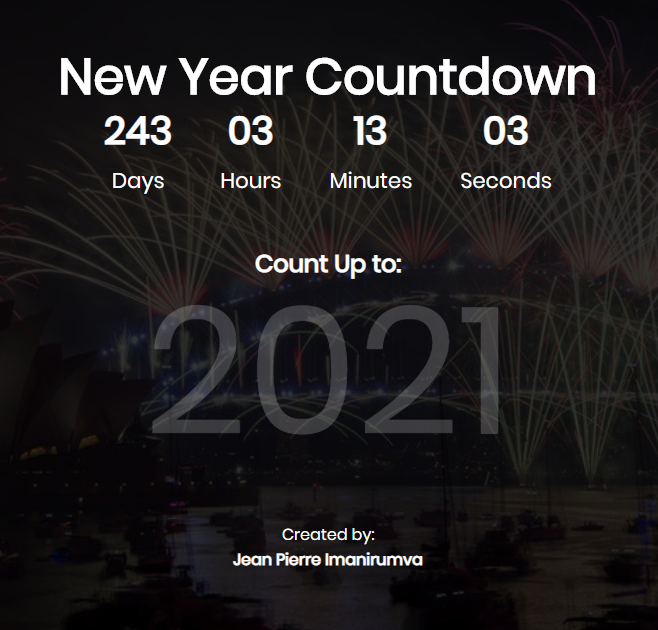 New Year Countdown
243 03 13 03
Days Hours Minutes Seconds
Count Up to:
2021
Created by:
Jean Pierre Imanirumva